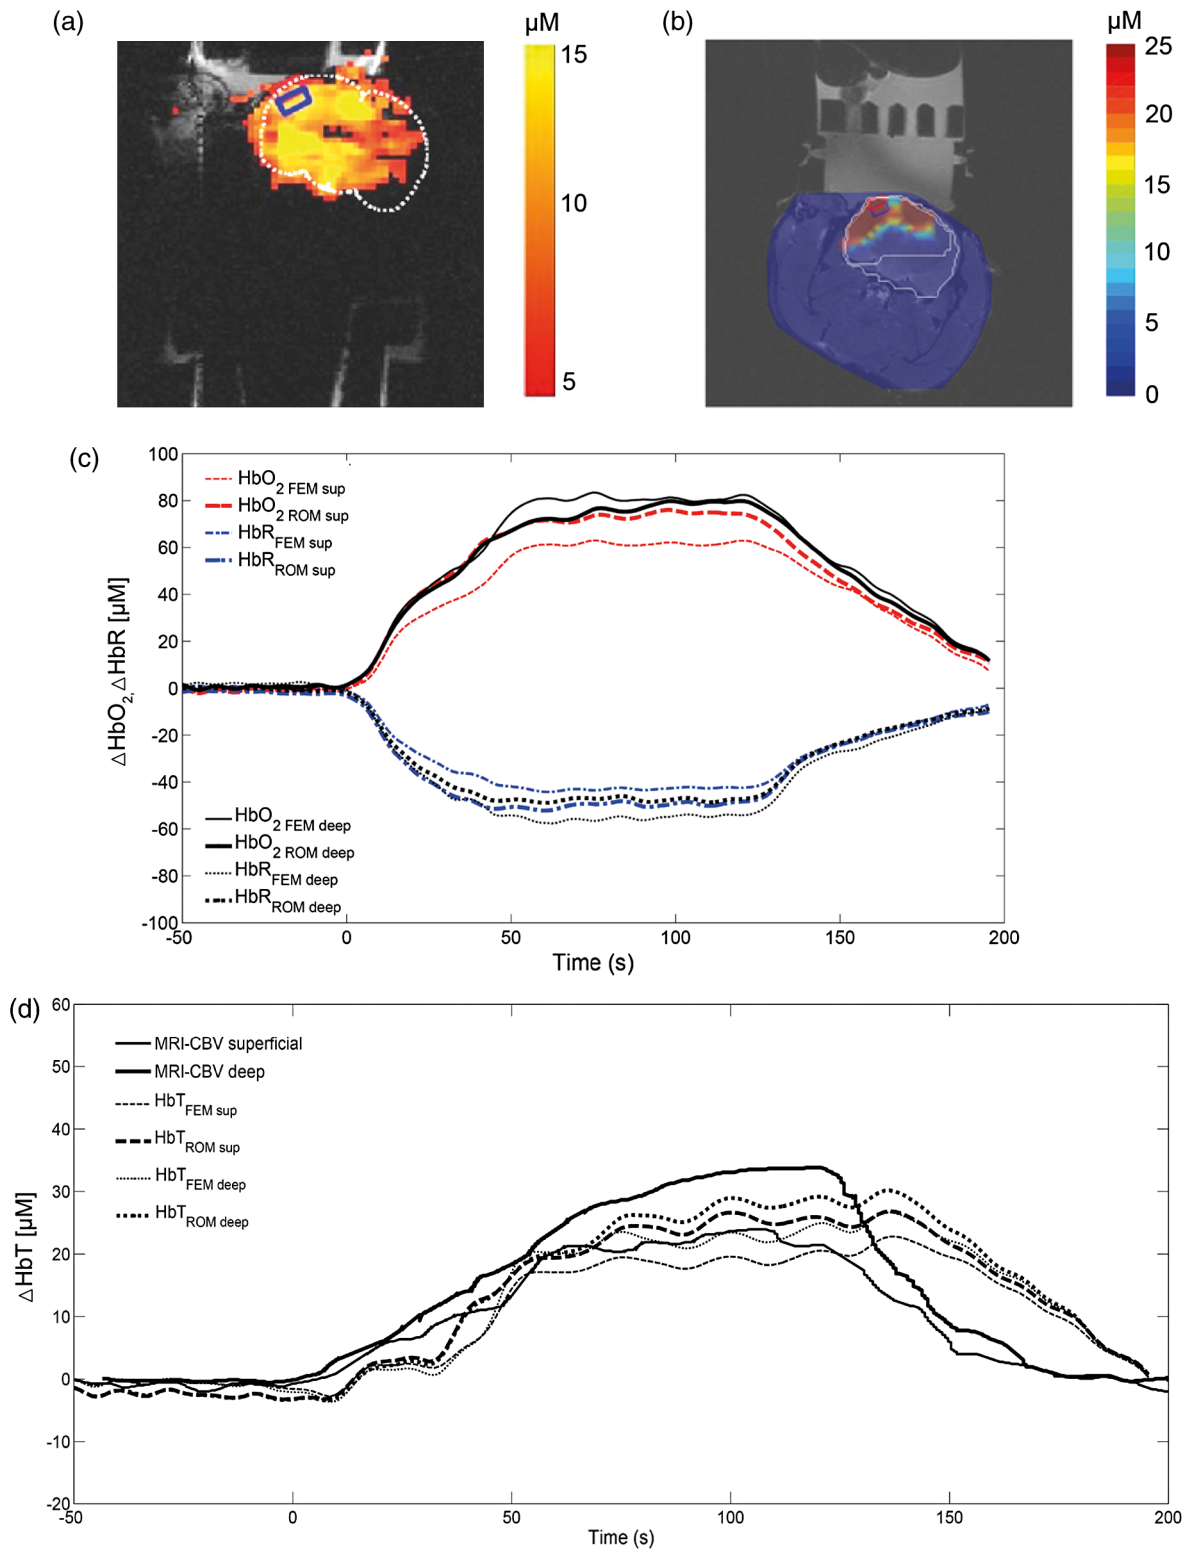 (a)
µM
15
10
5
(b)
µM
25
20
15
10
5
0
(c)
100
80
60
40
20
0
-20
-40
-60
-80
-100
△HbO2, △HbR [µM]
HbO2 FEM sup
HbO2 ROM sup
HbRFEM sup
HbRROM sup
HbO2 FEM deep
HbO2 ROM deep
HbRFEM deep
HbRROM deep
-50 0 50 100 150 200
Time (s)
(d)
60
50
40
30
20
10
0
-10
-20
△HbT [µM]
MRI-CBV superficial
MRI-CBV deep
HbTFEM sup
HbTROM sup
HbTFEM deep
HbTROM deep
-50 0 50 100 150 200
Time (s)